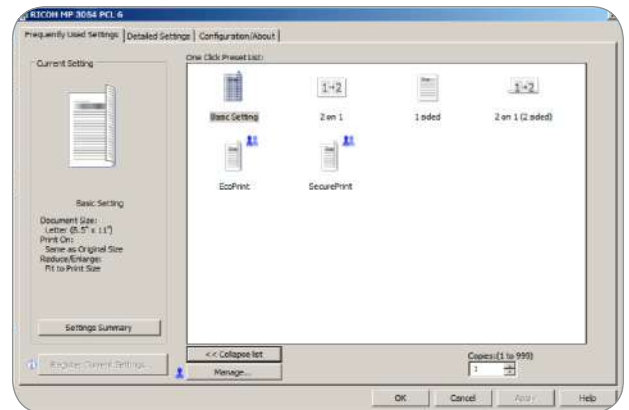 RICOH MP 3054 PCL 6
Frequently Used Settings
Detailed Settings
Configuration/About
Current Setting
One Click Preset List:
Basic Setting
2 on 1
1 sided
2 on 1 (2 sided)
EcoPrint
SecurePrint
Basic Setting
Document Size:
Letter (8.5" x 11")
Print On:
Same as Original Size
Reduce/Enlarge:
Fit to Print Size
Settings Summary
Register Current Settings...
<< Collapse list
Manage...
Copies:(1 to 999)
1
OK
Cancel
Apply
Help